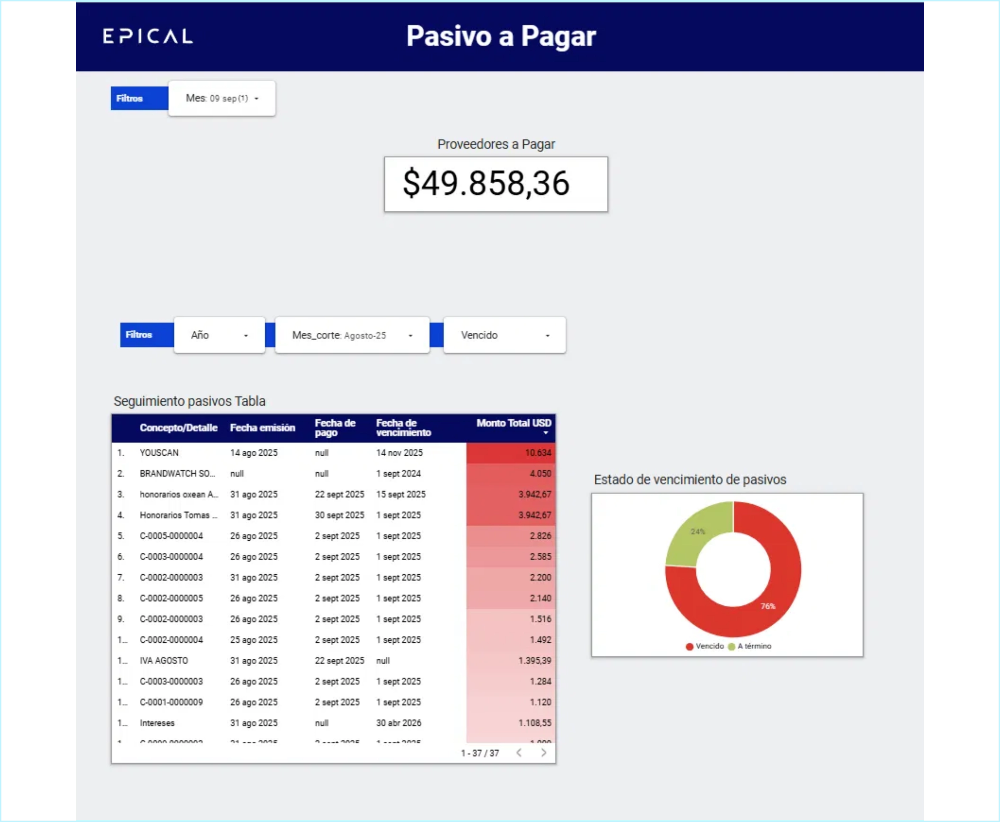 EPICAL
Pasivo a Pagar
Filtros
Mes: 09 sep (1)
Proveedores a Pagar
$49.858,36
Filtros
Año
Mes_corte: Agosto-25
Vencido
Seguimiento pasivos Tabla
Concepto/Detalle Fecha emisión Fecha de pago Fecha de vencimiento Monto Total USD
1. YOUSCAN 14 ago 2025 null 14 nov 2025 10.634
2. BRANDWATCH SO... null null 1 sept 2024 4.050
3. honorarios oxean A... 31 ago 2025 22 sept 2025 15 sept 2025 3.942,67
4. Honorarios Tomas ... 31 ago 2025 30 sept 2025 1 sept 2025 3.942,67
5. C-0005-0000004 26 ago 2025 2 sept 2025 1 sept 2025 2.826
6. C-0003-0000004 26 ago 2025 2 sept 2025 1 sept 2025 2.585
7. C-0002-0000003 31 ago 2025 2 sept 2025 1 sept 2025 2.200
8. C-0002-0000005 26 ago 2025 2 sept 2025 1 sept 2025 2.140
9. C-0002-0000003 26 ago 2025 2 sept 2025 1 sept 2025 1.516
1... C-0002-0000004 25 ago 2025 2 sept 2025 1 sept 2025 1.492
1... IVA AGOSTO 31 ago 2025 22 sept 2025 null 1.395,39
1... C-0003-0000003 26 ago 2025 2 sept 2025 1 sept 2025 1.284
1... C-0001-0000009 26 ago 2025 2 sept 2025 1 sept 2025 1.120
1... Intereses 31 ago 2025 null 30 abr 2026 1.108,55
1 - 37 / 37
Estado de vencimiento de pasivos
24%
76%
Vencido A término